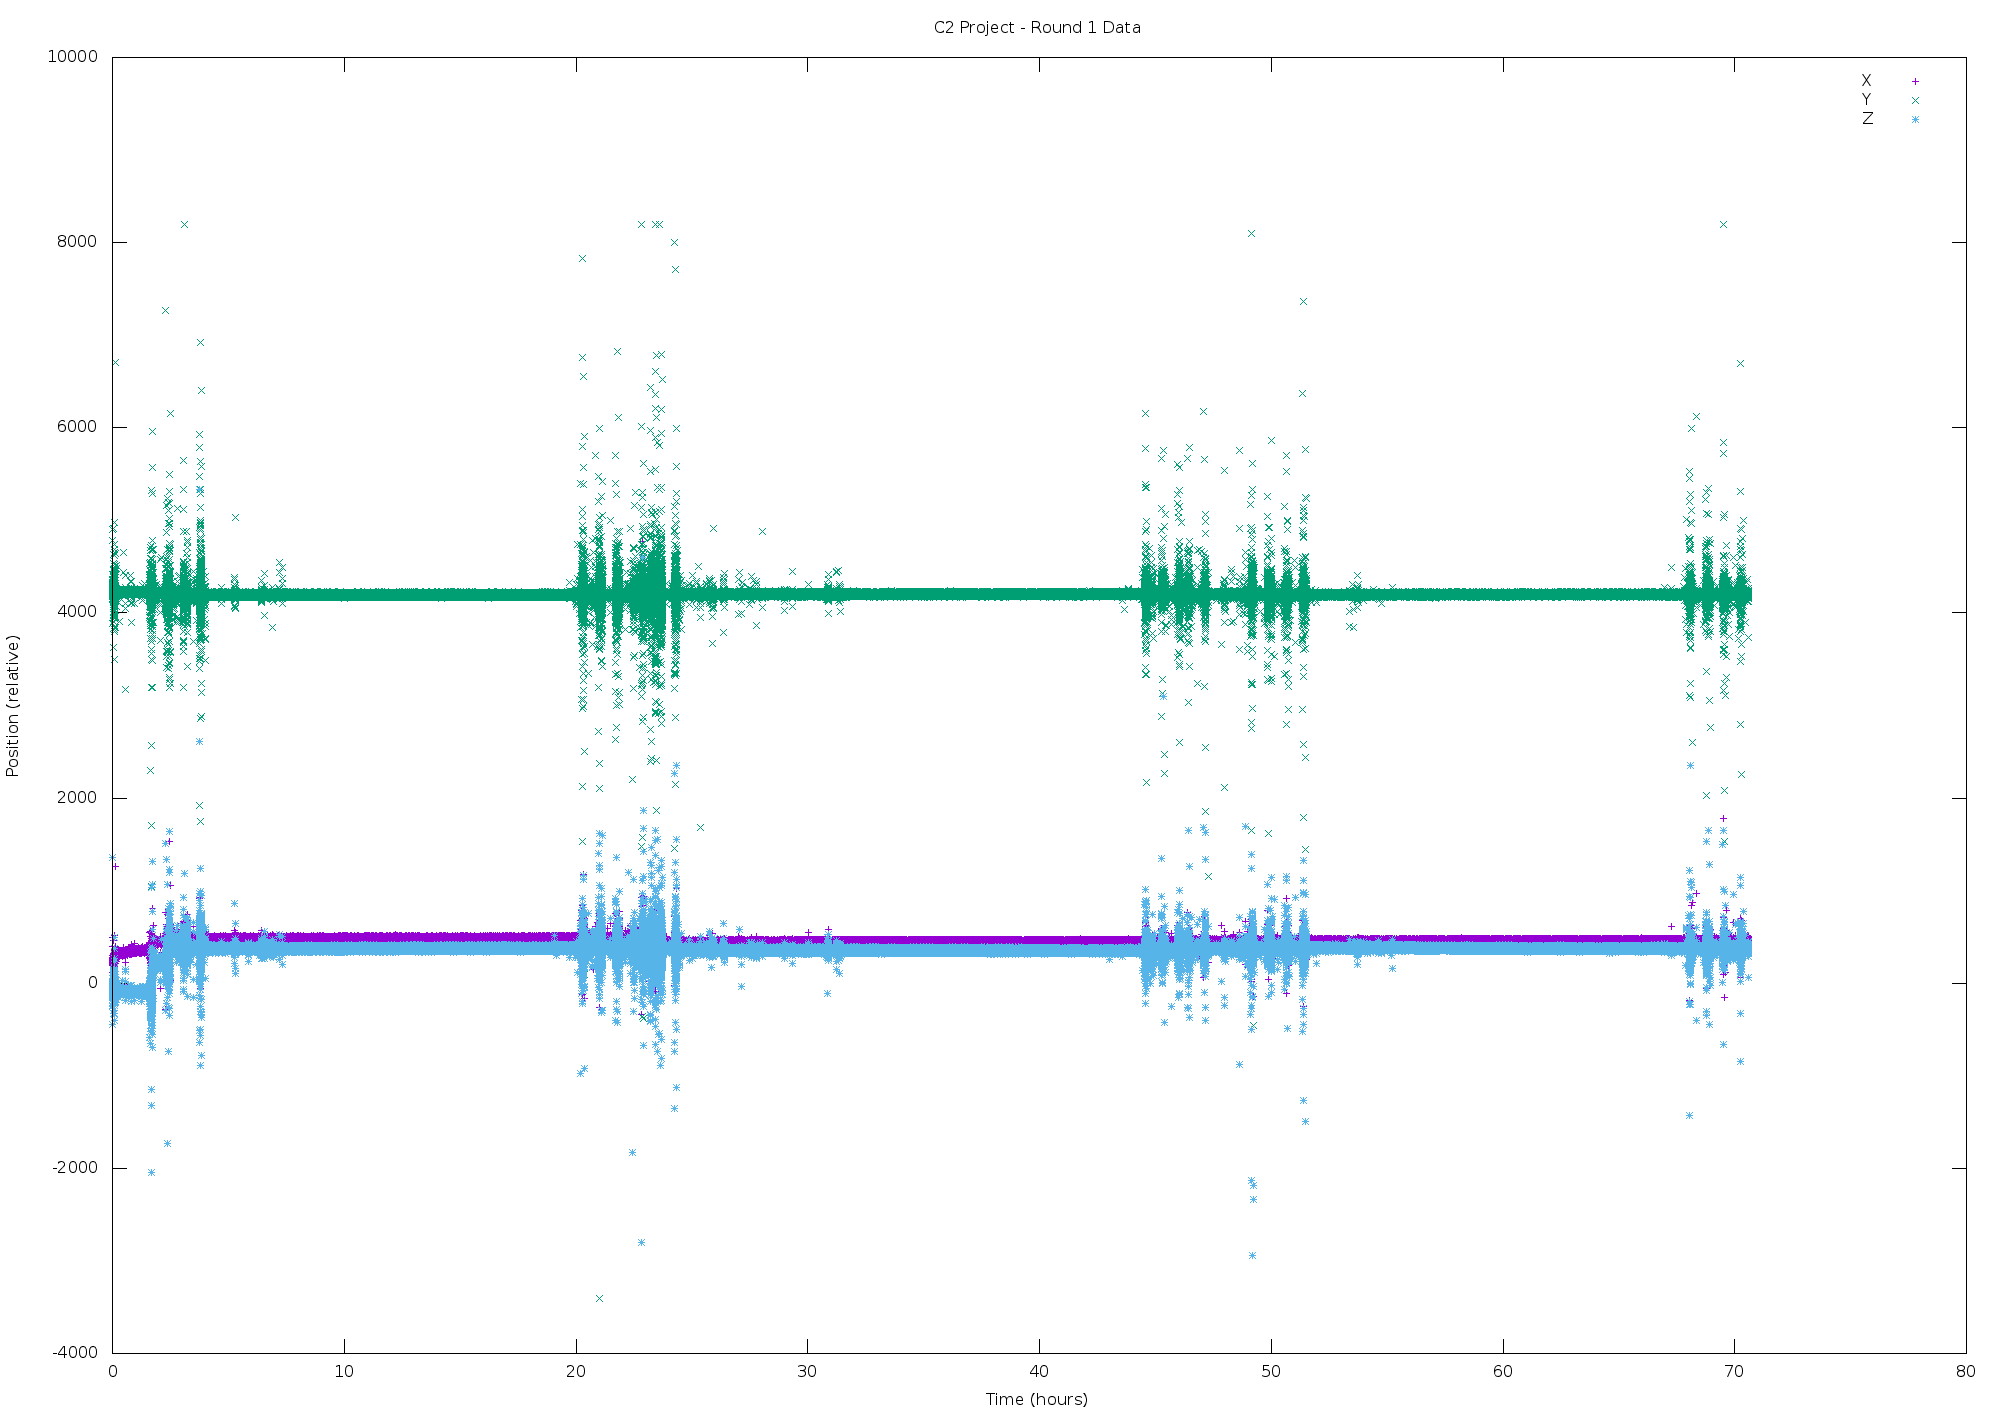 C2 Project - Round 1 Data
10000
8000
6000
4000
2000
0
-2000
-4000
X
Y
Z
Position (relative)
0 10 20 30 40 50 60 70 80
Time (hours)